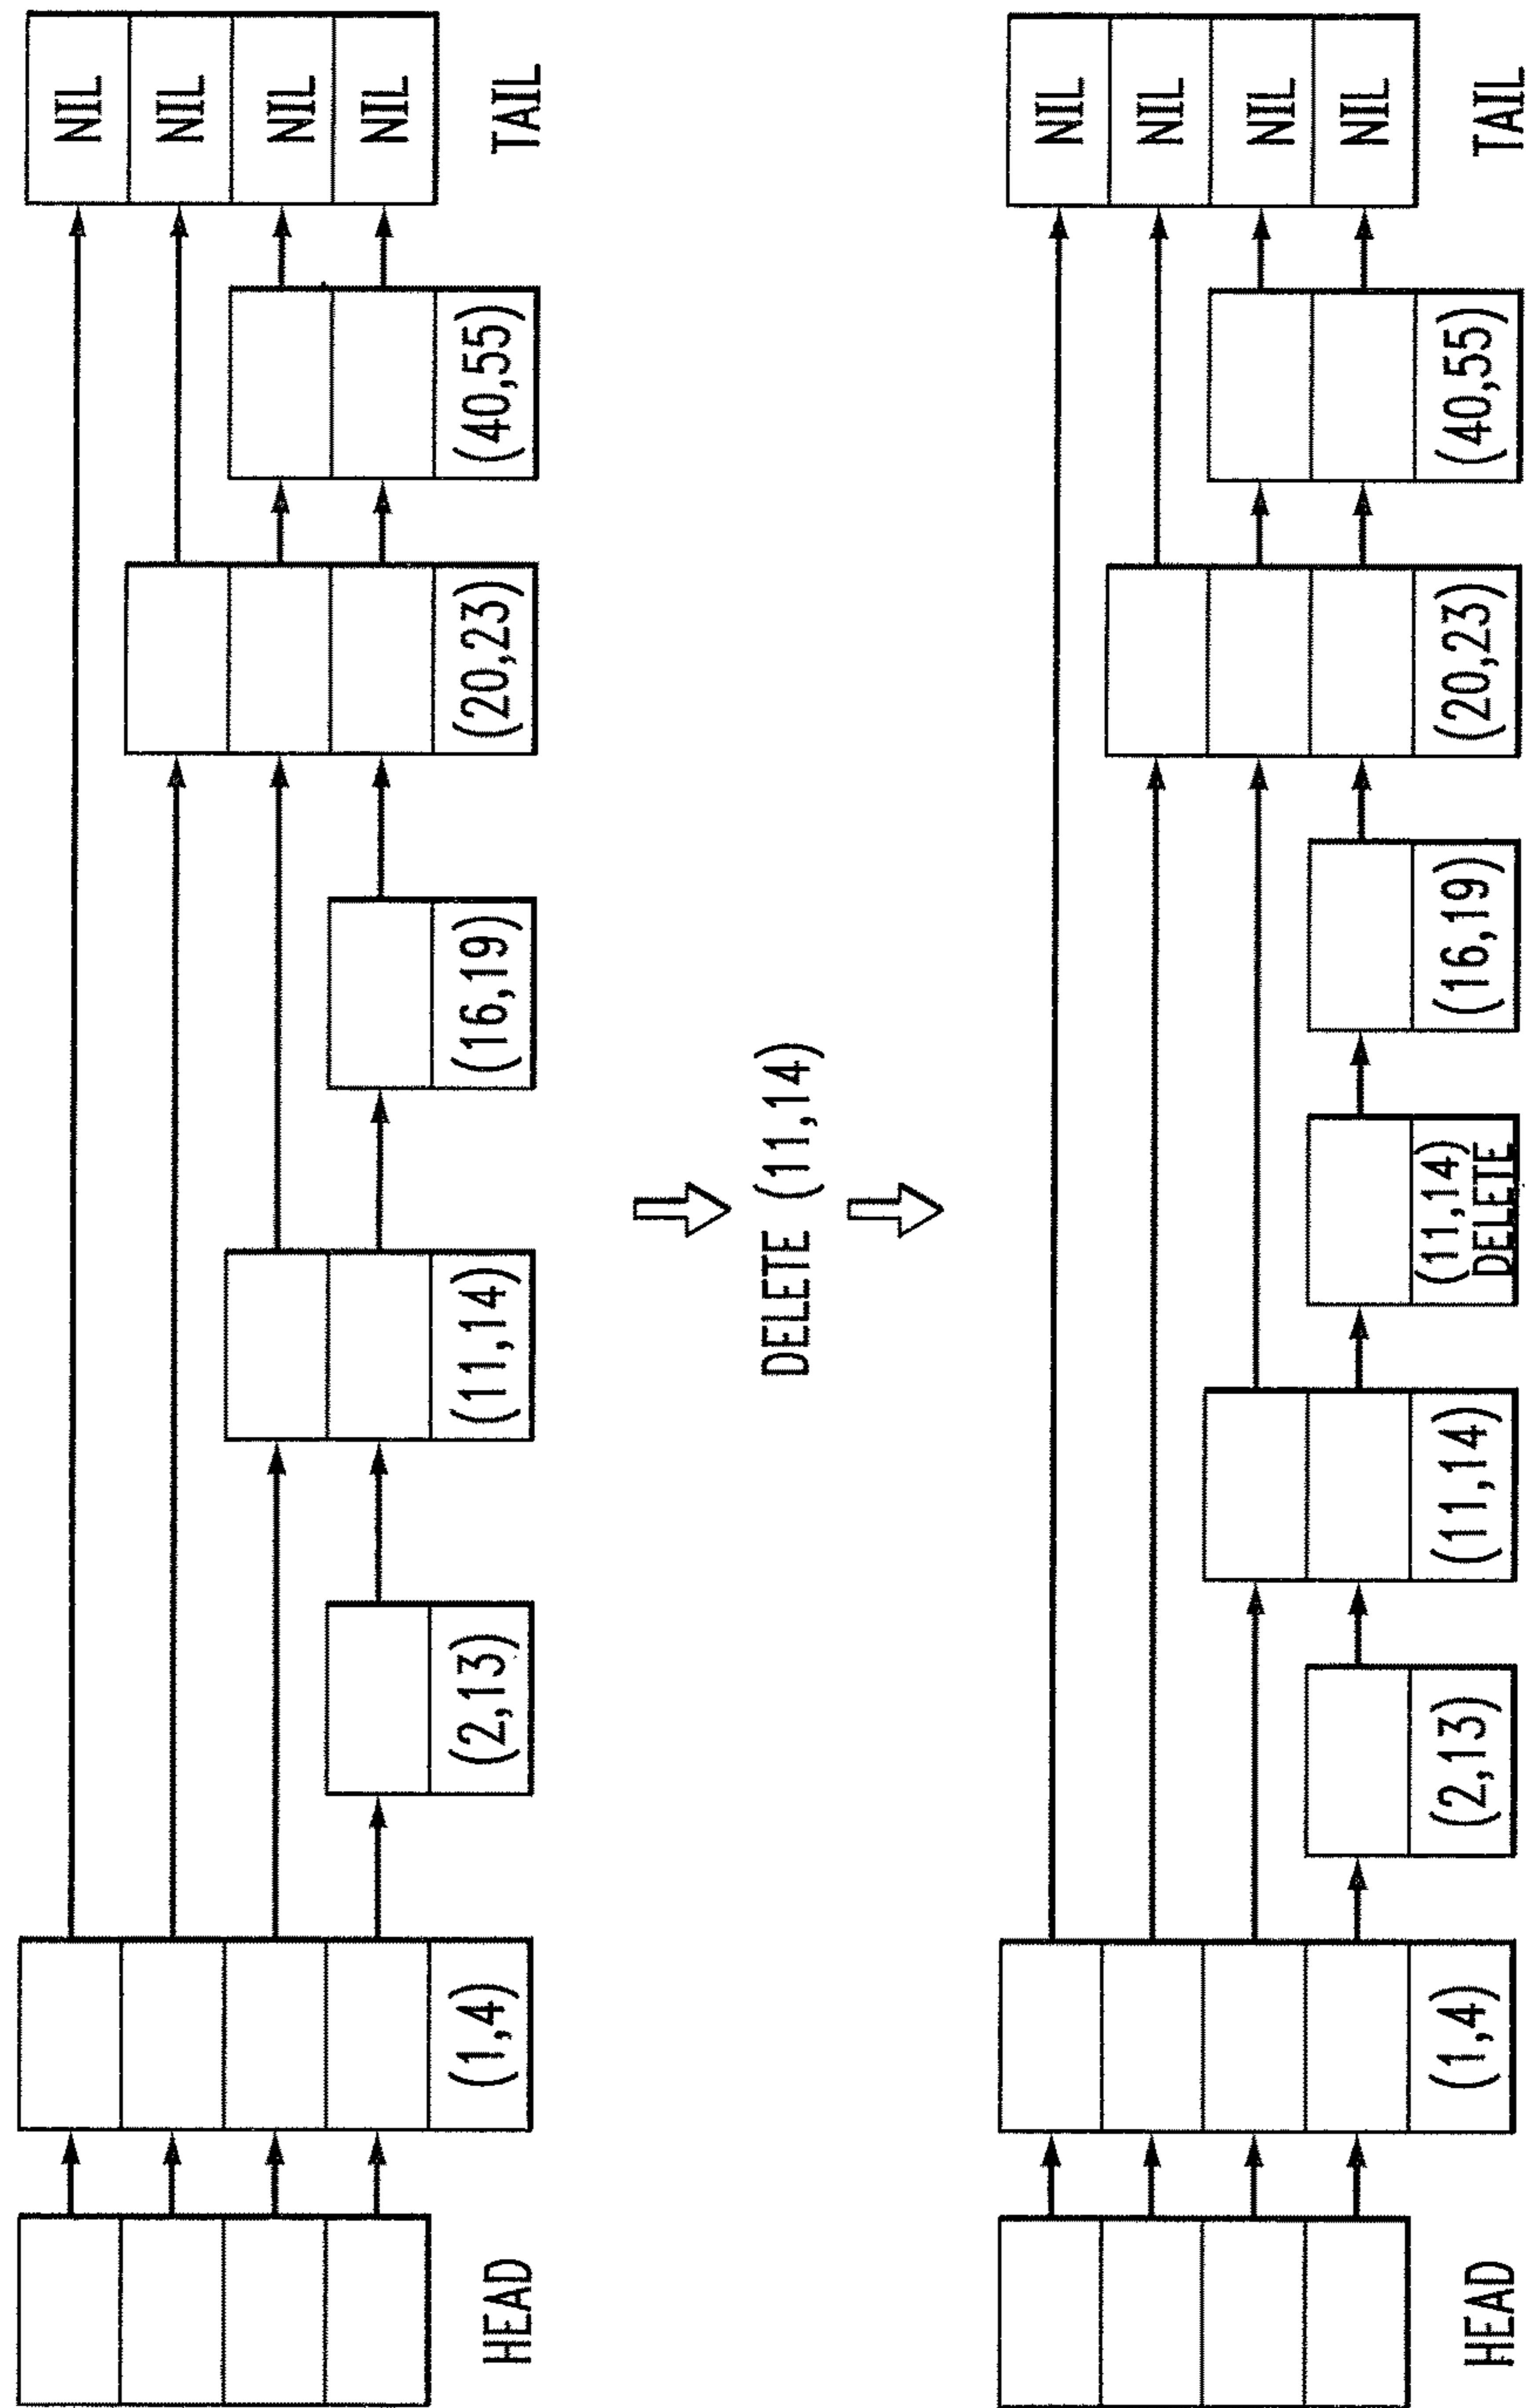 NIL
NIL
NIL
NIL
HEAD
(1,4)
(2,13)
(11,14)
(16,19)
(20,23)
(40,55)
TAIL
DELETE (11,14)
NIL
NIL
NIL
NIL
HEAD
(1,4)
(2,13)
(11,14)
(11,14)
DELETE
(16,19)
(20,23)
(40,55)
TAIL